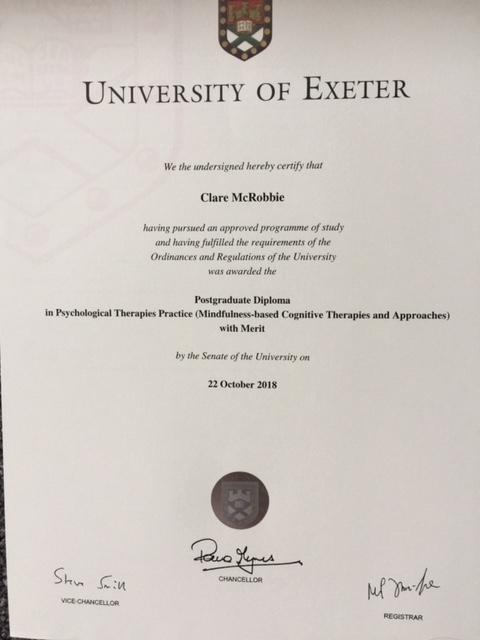 UNIVERSITY OF EXETER
We the undersigned hereby certify that
Clare McRobbie
having pursued an approved programme of study
and having fulfilled the requirements of the
Ordinances and Regulations of the University
was awarded the
Postgraduate Diploma
in Psychological Therapies Practice (Mindfulness-based Cognitive Therapies and Approaches)
with Merit
by the Senate of the University on
22 October 2018
CHANCELLOR
Steve Smith
VICE-CHANCELLOR
REGISTRAR